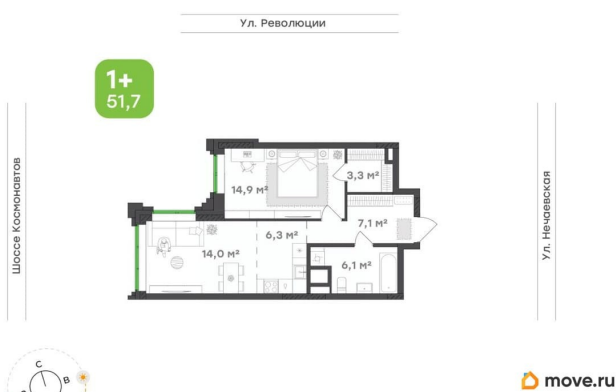 Ул. Революции
1+
51,7
Шоссе Космонавтов
Ул. Нечаевская
14,9 м²
3,3 м²
7,1 м²
6,3 м²
14,0 м²
6,1 м²
С
В
move.ru